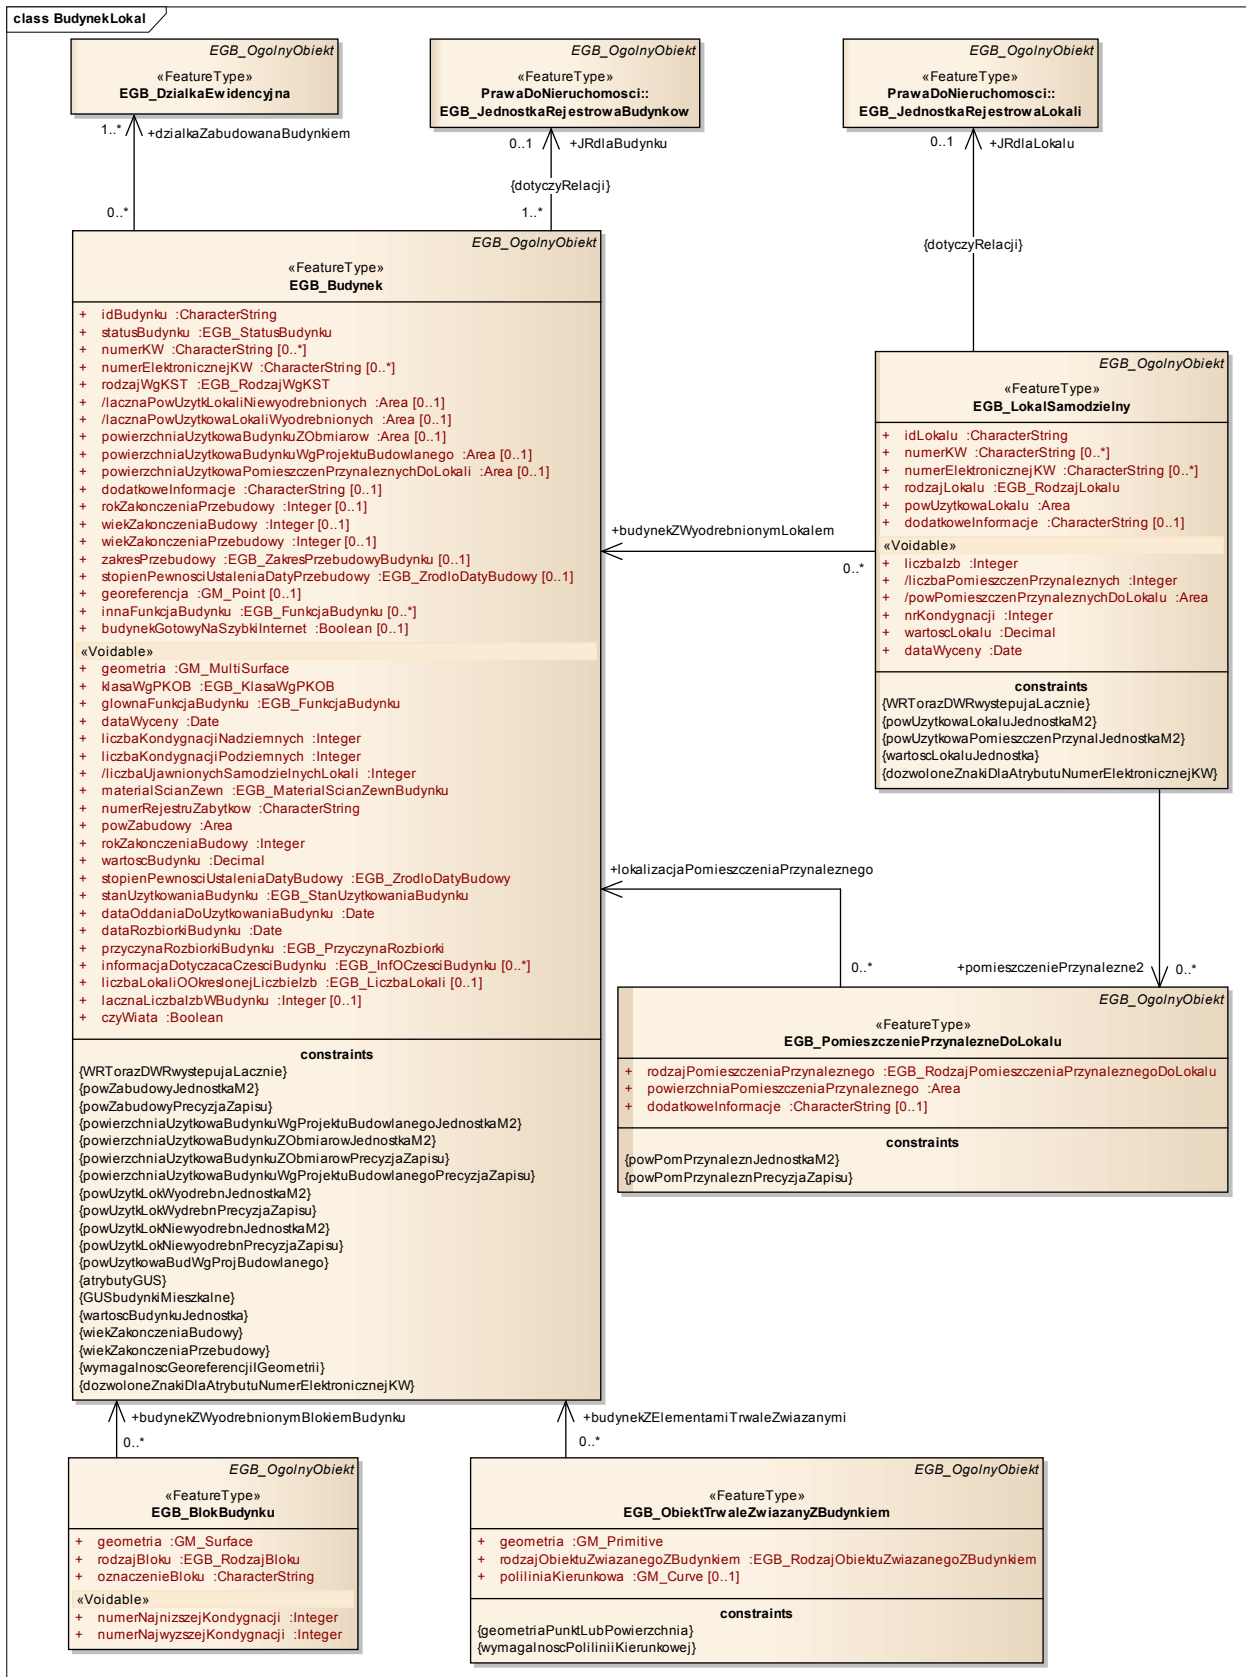 class BudynekLokal
EGB_OgolnyObiekt
«FeatureType»
EGB_DzialkaEwidencyjna
EGB_OgolnyObiekt
«FeatureType»
PrawaDoNieruchomosci::
EGB_JednostkaRejestrowaBudynkow
EGB_OgolnyObiekt
«FeatureType»
PrawaDoNieruchomosci::
EGB_JednostkaRejestrowaLokali
1..*
+dzialkaZabudowanaBudynkiem
0..*
0..1
+JRdlaBudynku
{dotyczyRelacji}
1..*
0..1
+JRdlaLokalu
{dotyczyRelacji}
EGB_OgolnyObiekt
«FeatureType»
EGB_Budynek
+ idBudynku :CharacterString
+ statusBudynku :EGB_StatusBudynku
+ numerKW :CharacterString [0..*]
+ numerElektronicznejKW :CharacterString [0..*]
+ rodzajWgKST :EGB_RodzajWgKST
+ /lacznaPowUzytkLokaliNiewyodrebnionych :Area [0..1]
+ /lacznaPowUzytkowaLokaliWyodrebnionych :Area [0..1]
+ powierzchniaUzytkowaBudynkuZObmiarow :Area [0..1]
+ powierzchniaUzytkowaBudynkuWgProjektuBudowlanego :Area [0..1]
+ powierzchniaUzytkowaPomieszczenPrzynaleznychDoLokali :Area [0..1]
+ dodatkoweInformacje :CharacterString [0..1]
+ rokZakonczeniaPrzebudowy :Integer [0..1]
+ wiekZakonczeniaBudowy :Integer [0..1]
+ wiekZakonczeniaPrzebudowy :Integer [0..1]
+ zakresPrzebudowy :EGB_ZakresPrzebudowyBudynku [0..1]
+ stopienPewnosciUstaleniaDatyPrzebudowy :EGB_ZrodloDatyBudowy [0..1]
+ georeferencja :GM_Point [0..1]
+ innaFunkcjaBudynku :EGB_FunkcjaBudynku [0..*]
+ budynekGotowyNaSzybkiInternet :Boolean [0..1]
«Voidable»
+ geometria :GM_MultiSurface
+ klasaWgPKOB :EGB_KlasaWgPKOB
+ glownaFunkcjaBudynku :EGB_FunkcjaBudynku
+ dataWyceny :Date
+ liczbaKondygnacjiNadziemnych :Integer
+ liczbaKondygnacjiPodziemnych :Integer
+ /liczbaUjawnionychSamodzielnychLokali :Integer
+ materialScianZewn :EGB_MaterialScianZewnBudynku
+ numerRejestruZabytkow :CharacterString
+ powZabudowy :Area
+ rokZakonczeniaBudowy :Integer
+ wartoscBudynku :Decimal
+ stopienPewnosciUstaleniaDatyBudowy :EGB_ZrodloDatyBudowy
+ stanUzytkowaniaBudynku :EGB_StanUzytkowaniaBudynku
+ dataOddaniaDoUzytkowaniaBudynku :Date
+ dataRozbiorkiBudynku :Date
+ przyczynaRozbiorkiBudynku :EGB_PrzyczynaRozbiorki
+ informacjaDotyczacaCzesciBudynku :EGB_InfOCzesciBudynku [0..*]
+ liczbaLokaliOOkreslonejLiczbieIzb :EGB_LiczbaLokali [0..1]
+ lacznaLiczbaIzbWBudynku :Integer [0..1]
+ czyWiata :Boolean
constraints
{WRTorazDWRwystepujaLacznie}
{powZabudowyJednostkaM2}
{powZabudowyPrecyzjaZapisu}
{powierzchniaUzytkowaBudynkuWgProjektuBudowlanegoJednostkaM2}
{powierzchniaUzytkowaBudynkuZObmiarowJednostkaM2}
{powierzchniaUzytkowaBudynkuZObmiarowPrecyzjaZapisu}
{powierzchniaUzytkowaBudynkuWgProjektuBudowlanegoPrecyzjaZapisu}
{powUzytkLokWyodrebnJednostkaM2}
{powUzytkLokWydrebnPrecyzjaZapisu}
{powUzytkLokNiewyodrebnJednostkaM2}
{powUzytkLokNiewyodrebnPrecyzjaZapisu}
{powUzytkowaBudWgProjBudowlanego}
{atrybutyGUS}
{GUSbudynkiMieszkalne}
{wartoscBudynkuJednostka}
{wiekZakonczeniaBudowy}
{wiekZakonczeniaPrzebudowy}
{wymagalnoscGeoreferencjiIGeometrii}
{dozwoloneZnakiDlaAtrybutuNumerElektronicznejKW}
+budynekZWyodrebnionymLokalem
0..*
EGB_OgolnyObiekt
«FeatureType»
EGB_LokalSamodzielny
+ idLokalu :CharacterString
+ numerKW :CharacterString [0..*]
+ numerElektronicznejKW :CharacterString [0..*]
+ rodzajLokalu :EGB_RodzajLokalu
+ powUzytkowaLokalu :Area
+ dodatkoweInformacje :CharacterString [0..1]
«Voidable»
+ liczbaIzb :Integer
+ /liczbaPomieszczenPrzynaleznych :Integer
+ /powPomieszczenPrzynaleznychDoLokalu :Area
+ nrKondygnacji :Integer
+ wartoscLokalu :Decimal
+ dataWyceny :Date
constraints
{WRTorazDWRwystepujaLacznie}
{powUzytkowaLokaluJednostkaM2}
{powUzytkowaPomieszczenPrzynalJednostkaM2}
{wartoscLokaluJednostka}
{dozwoloneZnakiDlaAtrybutuNumerElektronicznejKW}
+lokalizacjaPomieszczeniaPrzynaleznego
0..*
+pomieszczeniePrzynalezne2
0..*
EGB_OgolnyObiekt
«FeatureType»
EGB_PomieszczeniePrzynalezneDoLokalu
+ rodzajPomieszczeniaPrzynaleznego :EGB_RodzajPomieszczeniaPrzynaleznegoDoLokalu
+ powierzchniaPomieszczeniaPrzynaleznego :Area
+ dodatkoweInformacje :CharacterString [0..1]
constraints
{powPomPrzynaleznJednostkaM2}
{powPomPrzynaleznPrecyzjaZapisu}
+budynekZWyodrebnionymBlokiemBudynku
0..*
+budynekZElementamiTrwaleZwiazanymi
0..*
EGB_OgolnyObiekt
«FeatureType»
EGB_BlokBudynku
+ geometria :GM_Surface
+ rodzajBloku :EGB_RodzajBloku
+ oznaczenieBloku :CharacterString
«Voidable»
+ numerNajnizszejKondygnacji :Integer
+ numerNajwyzszejKondygnacji :Integer
EGB_OgolnyObiekt
«FeatureType»
EGB_ObiektTrwaleZwiazanyZBudynkiem
+ geometria :GM_Primitive
+ rodzajObiektuZwiazanegoZBudynkiem :EGB_RodzajObiektuZwiazanegoZBudynkiem
+ poliliniaKierunkowa :GM_Curve [0..1]
constraints
{geometriaPunktLubPowierzchnia}
{wymagalnoscPoliliniiKierunkowej}